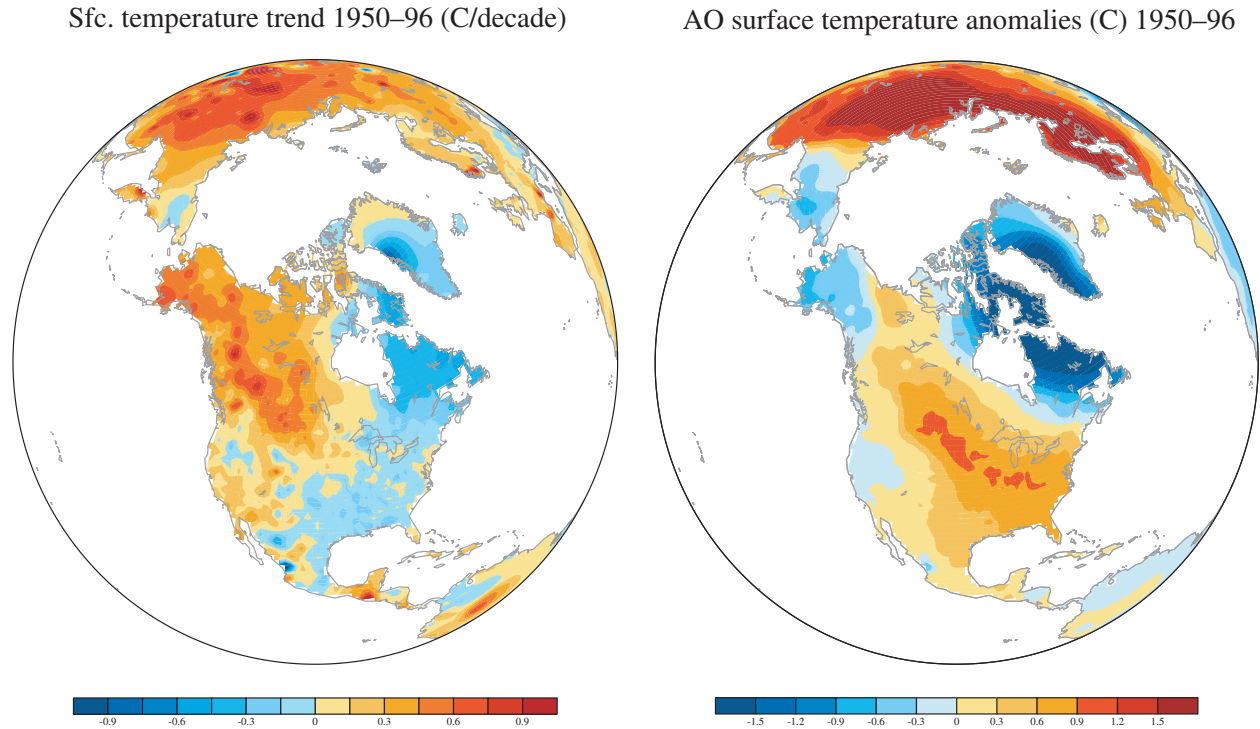 Sfc. temperature trend 1950–96 (C/decade)
AO surface temperature anomalies (C) 1950–96
-0.9 -0.6 -0.3 0 0.3 0.6 0.9
-1.5 -1.2 -0.9 -0.6 -0.3 0 0.3 0.6 0.9 1.2 1.5